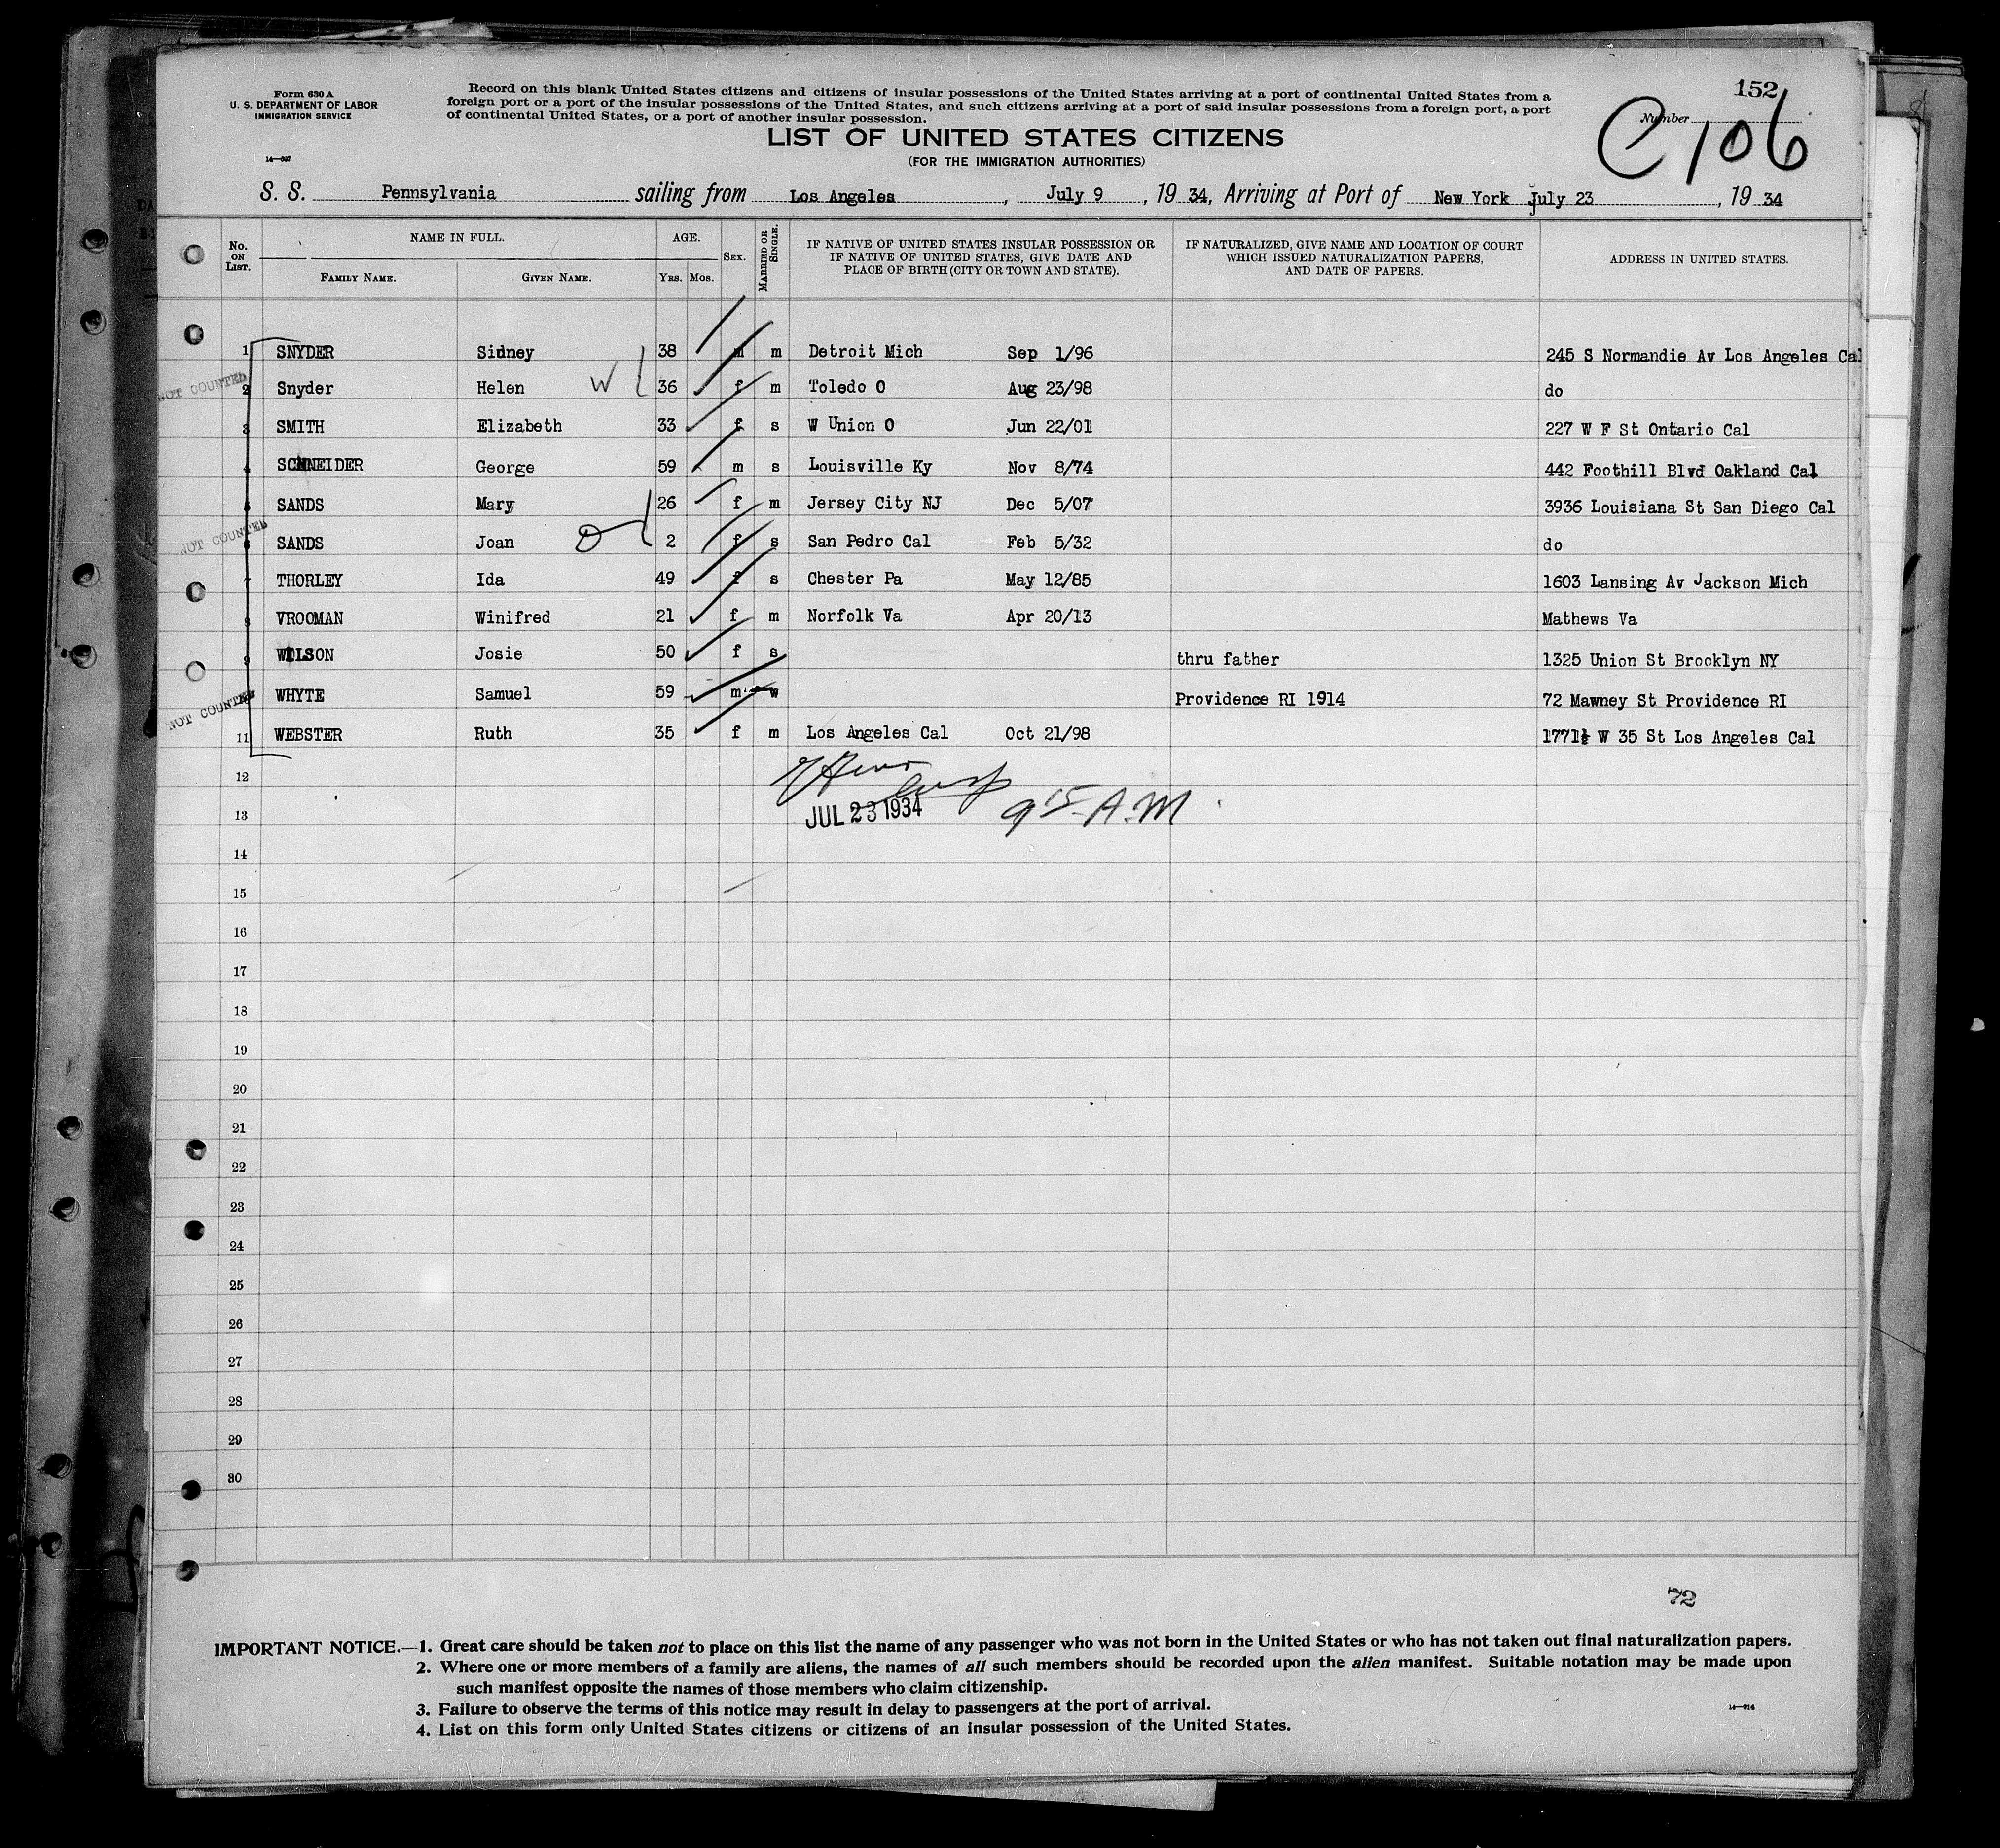 152
Form 630 A
U. S. DEPARTMENT OF LABOR
IMMIGRATION SERVICE
Record on this blank United States citizens and citizens of insular possessions of the United States arriving at a port of continental United States from a
foreign port or a port of the insular possessions of the United States, and such citizens arriving at a port of said insular possessions from a foreign port, a port
of continental United States, or a port of another insular possession.
Number
C 106
LIST OF UNITED STATES CITIZENS
(FOR THE IMMIGRATION AUTHORITIES)
S. S. Pennsylvania sailing from Los Angeles, July 9, 19 34, Arriving at Port of New York July 23, 19 34
No. ON LIST.
NAME IN FULL.
FAMILY NAME. GIVEN NAME.
AGE.
YRS. MOS.
SEX.
MARRIED OR SINGLE.
IF NATIVE OF UNITED STATES INSULAR POSSESSION OR
IF NATIVE OF UNITED STATES, GIVE DATE AND
PLACE OF BIRTH (CITY OR TOWN AND STATE).
IF NATURALIZED, GIVE NAME AND LOCATION OF COURT
WHICH ISSUED NATURALIZATION PAPERS,
AND DATE OF PAPERS.
ADDRESS IN UNITED STATES.
1 SNYDER Sidney 38 m m Detroit Mich Sep 1/96 245 S Normandie Av Los Angeles Cal
NOT COUNTED
2 Snyder Helen W 36 f m Toledo O Aug 23/98 do
3 SMITH Elizabeth 33 f s W Union O Jun 22/01 227 W F St Ontario Cal
4 SCHNEIDER George 59 m s Louisville Ky Nov 8/74 442 Foothill Blvd Oakland Cal
5 SANDS Mary 26 f m Jersey City NJ Dec 5/07 3936 Louisiana St San Diego Cal
NOT COUNTED
6 SANDS Joan D 2 f s San Pedro Cal Feb 5/32 do
7 THORLEY Ida 49 f s Chester Pa May 12/85 1603 Lansing Av Jackson Mich
8 VROOMAN Winifred 21 f m Norfolk Va Apr 20/13 Mathews Va
9 WILSON Josie 50 f s thru father 1325 Union St Brooklyn NY
NOT COUNTED
WHYTE Samuel 59 m w Providence RI 1914 72 Mawney St Providence RI
11 WEBSTER Ruth 35 f m Los Angeles Cal Oct 21/98 1771½ W 35 St Los Angeles Cal
12
13 JUL 23 1934 9 15 A.M
14
15
16
17
18
19
20
21
22
23
24
25
26
27
28
29
30
72
IMPORTANT NOTICE.—1. Great care should be taken not to place on this list the name of any passenger who was not born in the United States or who has not taken out final naturalization papers.
2. Where one or more members of a family are aliens, the names of all such members should be recorded upon the alien manifest. Suitable notation may be made upon
such manifest opposite the names of those members who claim citizenship.
3. Failure to observe the terms of this notice may result in delay to passengers at the port of arrival.
4. List on this form only United States citizens or citizens of an insular possession of the United States.